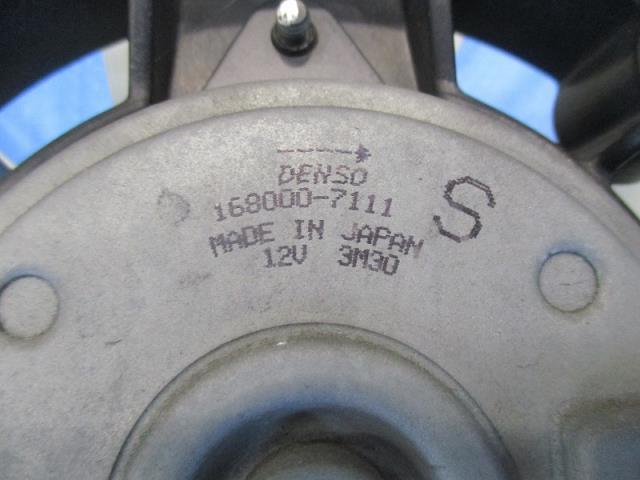 DENSO
168000-7111
S
MADE IN JAPAN
12V 3M30